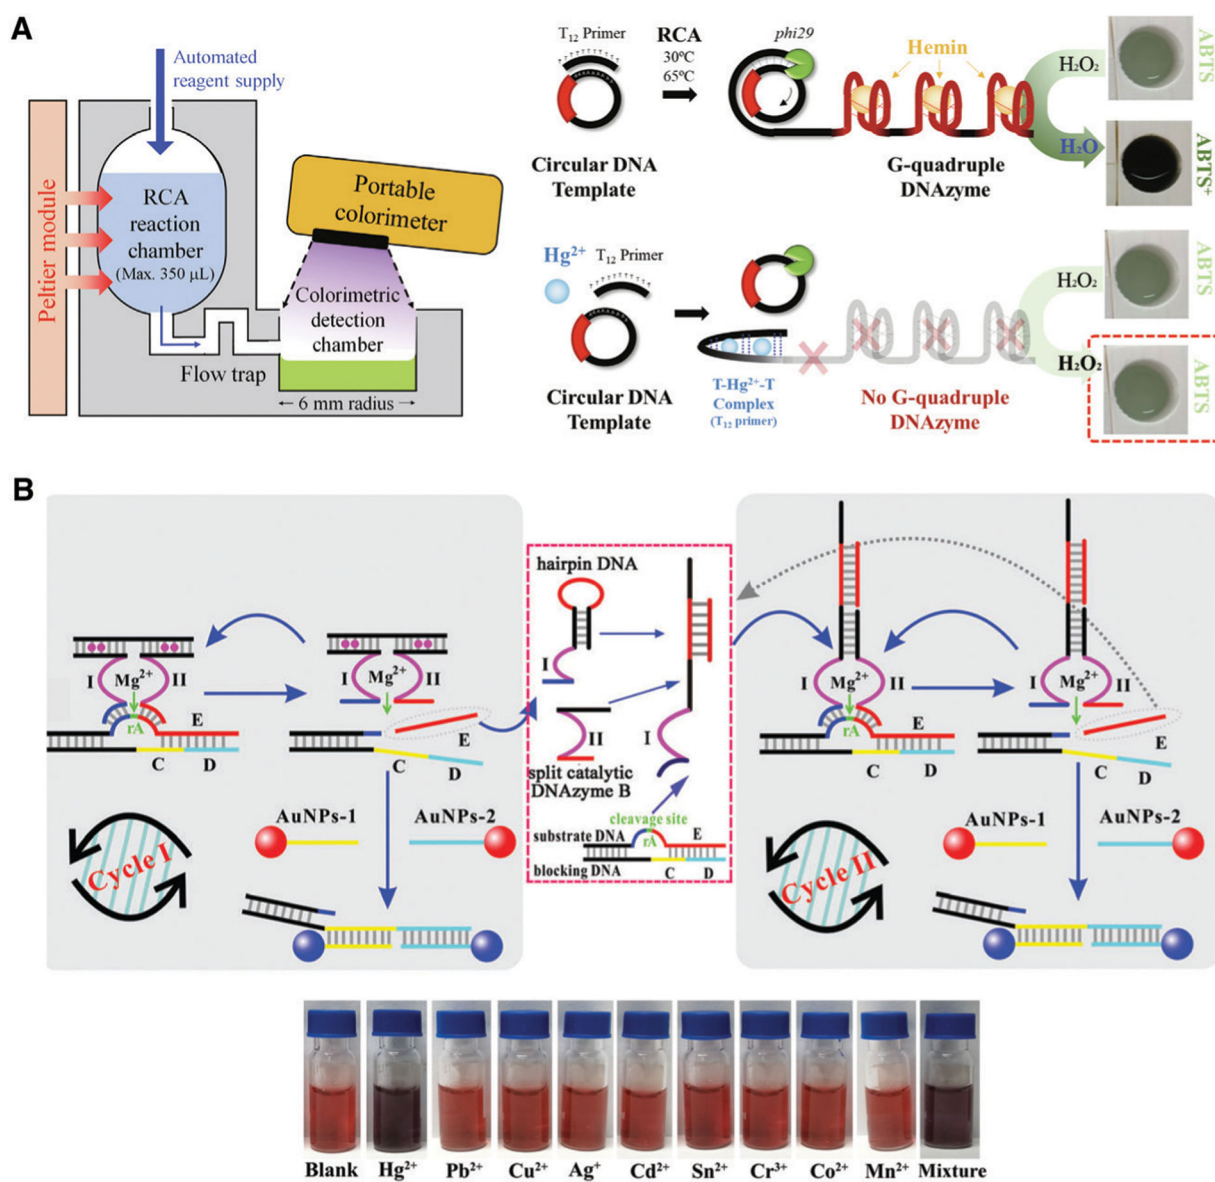 A
Automated
reagent supply
Peltier module
RCA
reaction
chamber
(Max. 350 μL)
Portable
colorimeter
Colorimetric
detection
chamber
Flow trap
6 mm radius
T12 Primer
RCA
30ºC
65ºC
phi29
Hemin
H2O2
ABTS
H2O
ABTS+
Circular DNA
Template
G-quadruple
DNAzyme
Hg2+
T12 Primer
H2O2
ABTS
H2O2
ABTS
Circular DNA
Template
T-Hg2+-T
Complex
(T12 primer)
No G-quadruple
DNAzyme
B
I
Mg2+
II
rA
E
C
D
I
Mg2+
II
E
C
D
AuNPs-1
AuNPs-2
Cycle I
hairpin DNA
I
II
I
split catalytic
DNAzyme B
cleavage site
substrate DNA
rA
E
blocking DNA
C
D
I
Mg2+
II
rA
E
C
D
I
Mg2+
II
E
C
D
AuNPs-1
AuNPs-2
Cycle II
Blank
Hg2+
Pb2+
Cu2+
Ag+
Cd2+
Sn2+
Cr3+
Co2+
Mn2+
Mixture